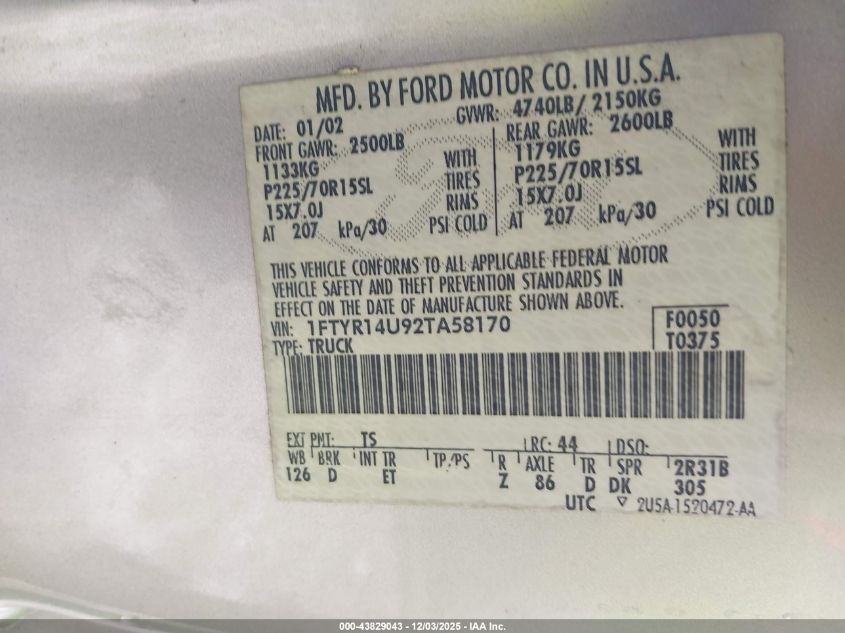 MFD. BY FORD MOTOR CO. IN U.S.A.
DATE: 01/02 GVWR: 4740LB/ 2150KG
FRONT GAWR: 2500LB REAR GAWR: 2600LB
1133KG WITH 1179KG WITH
P225/70R15SL TIRES P225/70R15SL TIRES
15X7.0J RIMS 15X7.0J RIMS
AT 207 kPa/30 PSI COLD AT 207 kPa/30 PSI COLD
THIS VEHICLE CONFORMS TO ALL APPLICABLE FEDERAL MOTOR
VEHICLE SAFETY AND THEFT PREVENTION STANDARDS IN
EFFECT ON THE DATE OF MANUFACTURE SHOWN ABOVE.
VIN: 1FTYR14U92TA58170 F0050
TYPE: TRUCK T0375
EXT PNT: TS RC: 44 DSO:
WB BRK INT TR TP/PS R AXLE TR SPR 2R31B
126 D ET Z 86 D DK 305
UTC ▽ 2U5A-1520472-AA
000-43829043 - 12/03/2025 - IAA Inc.